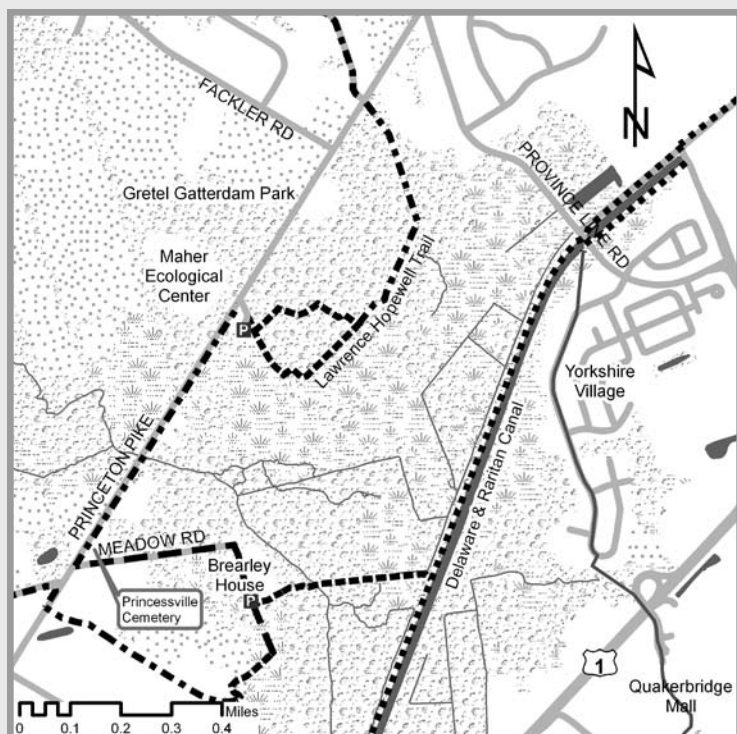 FACKLER RD
N
Gretel Gatterdam Park
PROVINCE LINE RD
Maher
Ecological
Center
P
Lawrence Hopewell Trail
Yorkshire
Village
PRINCETON PIKE
Delaware & Raritan Canal
MEADOW RD
Brearley
House
P
Princessville
Cemetery
1
Quakerbridge
Mall
Miles
0 0.1 0.2 0.3 0.4